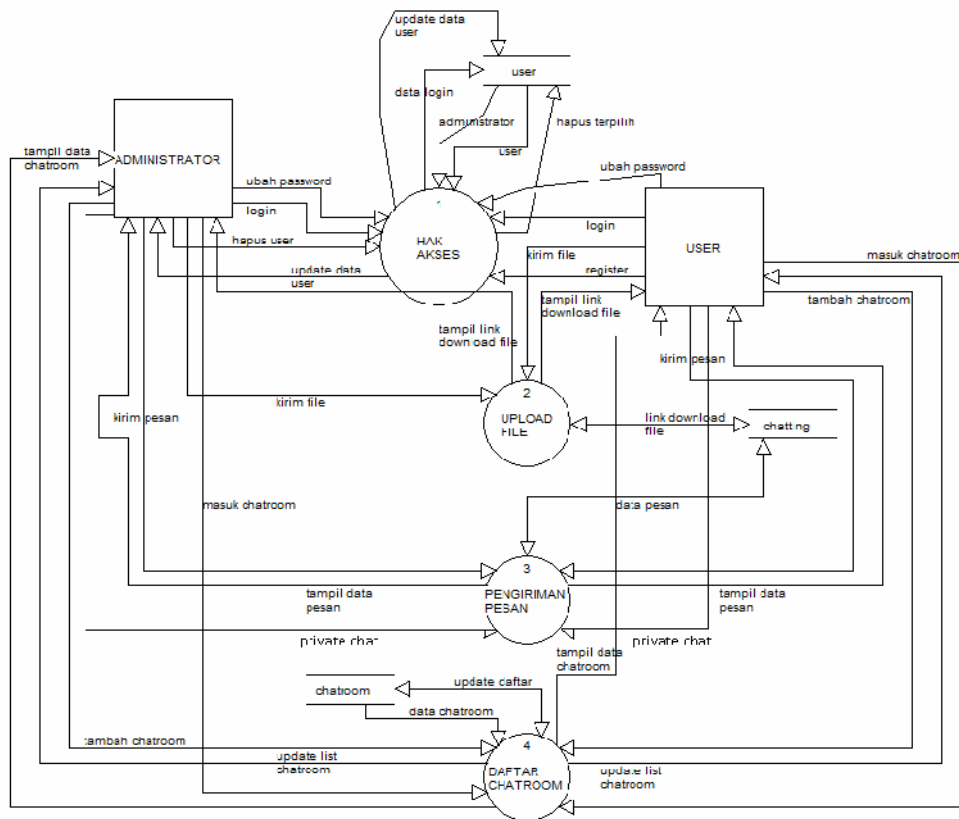 update data
user
user
data login
administrator
hapus terpilih
user
tampil data
chatroom
ADMINISTRATOR
ubah password
login
hapus user
update data
user
1
HAK
AKSES
ubah password
login
kirim file
register
USER
masuk chatroom
tambah chatroom
tampil link
download file
tampil link
download file
kirim pesan
kirim pesan
kirim file
2
UPLOAD
FILE
link download
file
chatting
masuk chatroom
data pesan
3
PENGIRIMAN
PESAN
tampil data
pesan
tampil data
pesan
private chat
private chat
tampil data
chatroom
chatroom
update daftar
data chatroom
tambah chatroom
update list
chatroom
4
DAFTAR
CHATROOM
update list
chatroom